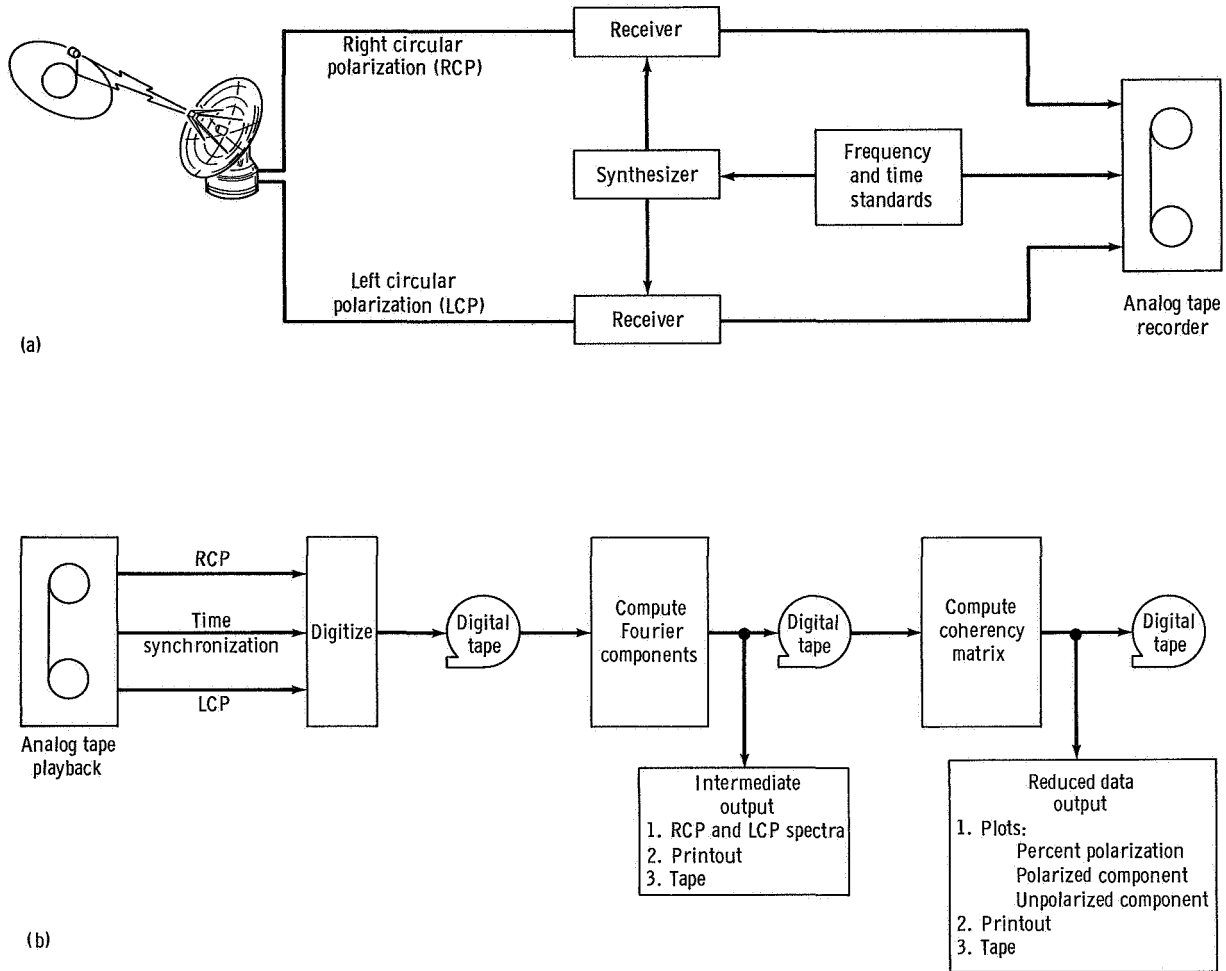 Right circular
polarization (RCP)
Receiver
Synthesizer
Frequency
and time
standards
Left circular
polarization (LCP)
Receiver
Analog tape
recorder
(a)
RCP
Time
synchronization
LCP
Analog tape
playback
Digitize
Digital
tape
Compute
Fourier
components
Digital
tape
Compute
coherency
matrix
Digital
tape
Intermediate
output
1. RCP and LCP spectra
2. Printout
3. Tape
Reduced data
output
1. Plots:
Percent polarization
Polarized component
Unpolarized component
2. Printout
3. Tape
(b)